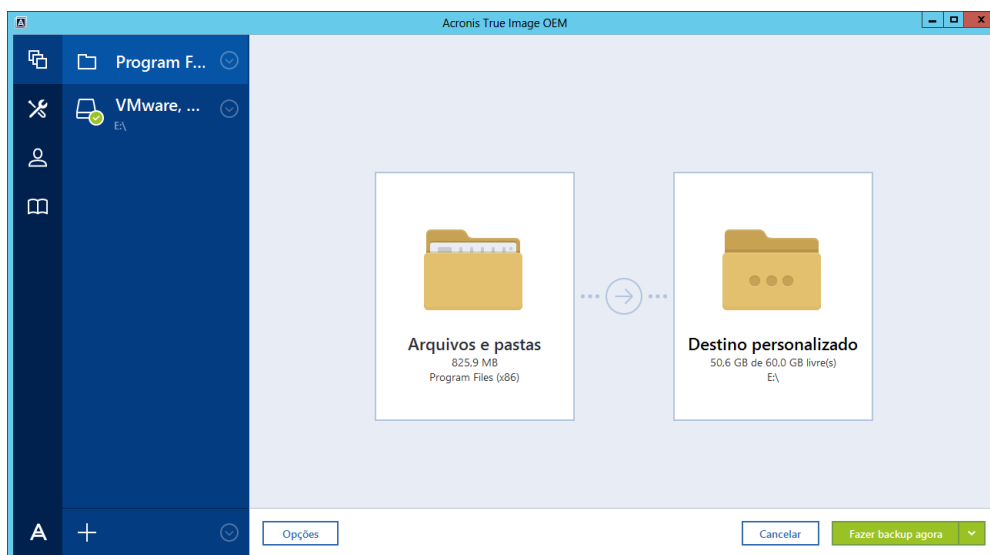 Acronis True Image OEM
Program F...
VMware, ...
E:\
Arquivos e pastas
825,9 MB
Program Files (x86)
Destino personalizado
50,6 GB de 60,0 GB livre(s)
E:\
Opções
Cancelar
Fazer backup agora